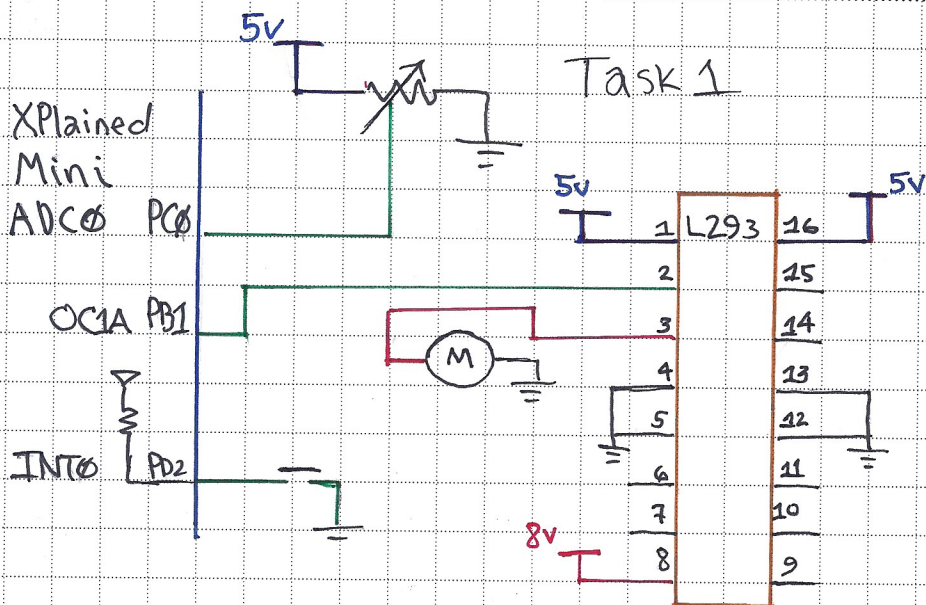 5v
Task 1
XPlained
Mini
ADC0 PC0
OC1A PB1
INT0 PD2
M
5v
5v
L293
1
2
3
4
5
6
7
8
16
15
14
13
12
11
10
9
8v